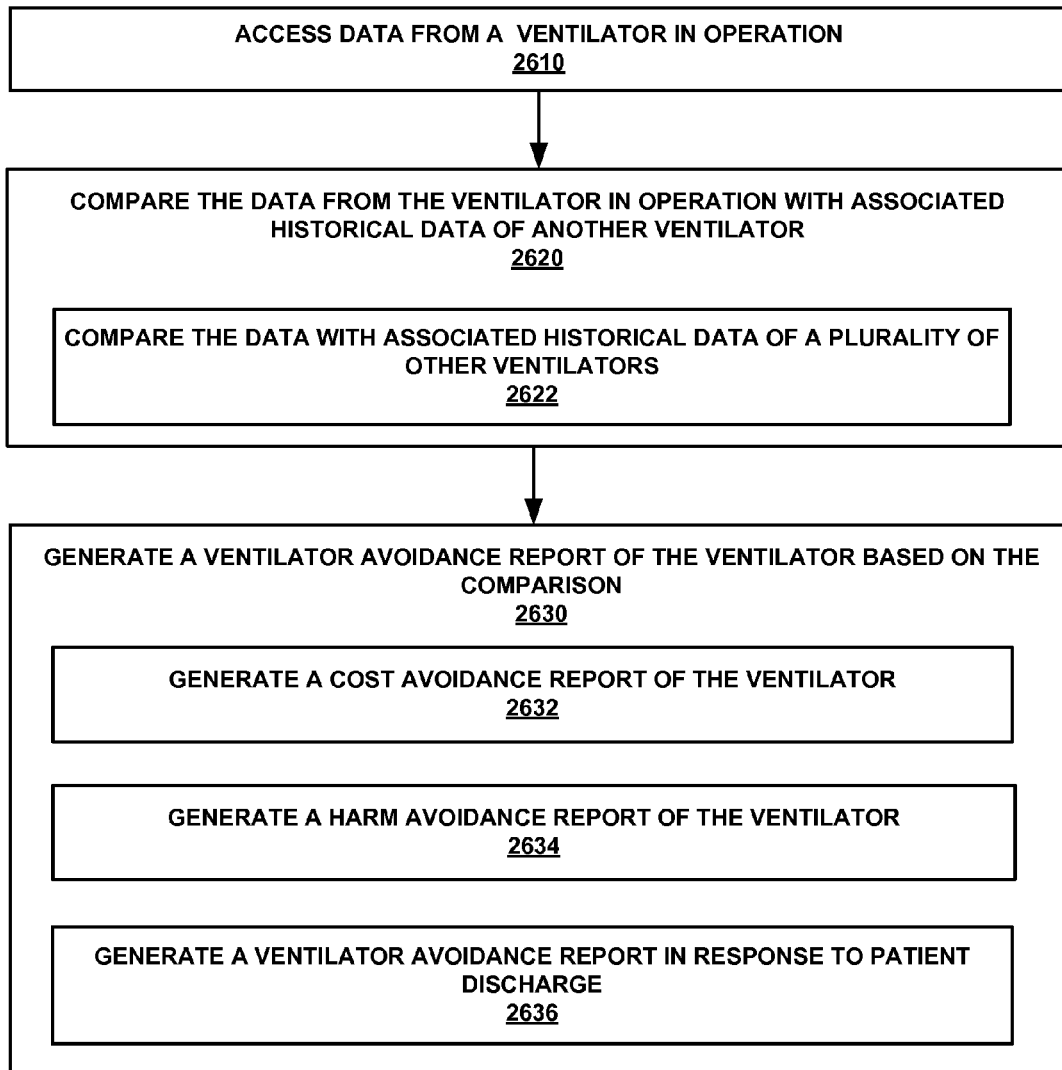 ACCESS DATA FROM A VENTILATOR IN OPERATION
2610
COMPARE THE DATA FROM THE VENTILATOR IN OPERATION WITH ASSOCIATED
HISTORICAL DATA OF ANOTHER VENTILATOR
2620
COMPARE THE DATA WITH ASSOCIATED HISTORICAL DATA OF A PLURALITY OF
OTHER VENTILATORS
2622
GENERATE A VENTILATOR AVOIDANCE REPORT OF THE VENTILATOR BASED ON THE
COMPARISON
2630
GENERATE A COST AVOIDANCE REPORT OF THE VENTILATOR
2632
GENERATE A HARM AVOIDANCE REPORT OF THE VENTILATOR
2634
GENERATE A VENTILATOR AVOIDANCE REPORT IN RESPONSE TO PATIENT
DISCHARGE
2636